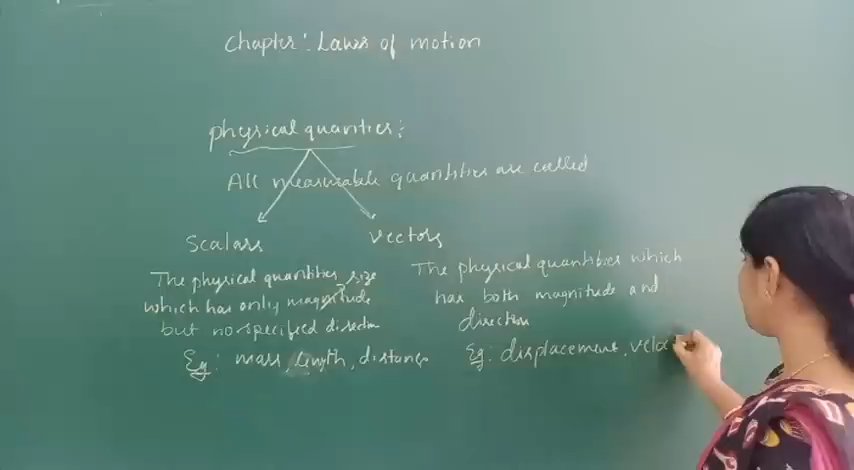 Chapter: Laws of motion
physical quantities:
All measurable quantities are called
Scalars
The physical quantities size
which has only magnitude
but no specified direction
Eg: mass, length, distance
Vectors
The physical quantities which
has both magnitude and
direction
Eg: displacement, veloc